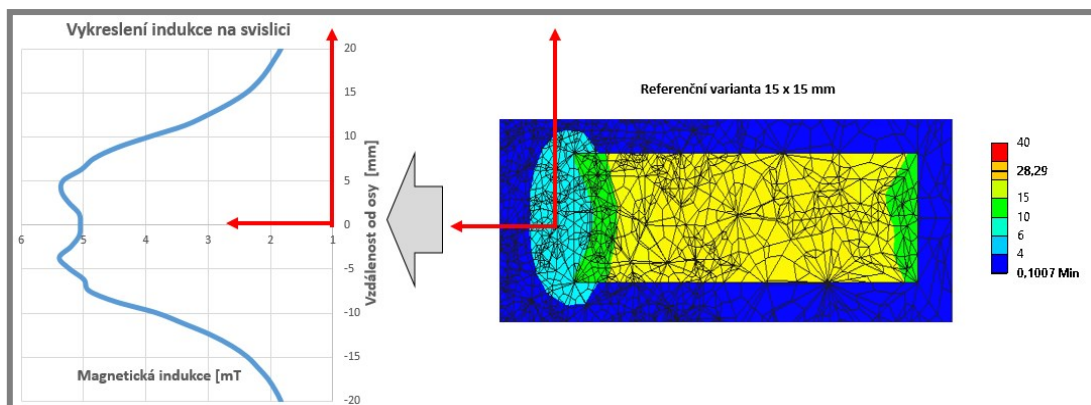 Vykreslení indukce na svislici
20
15
10
5
0
-5
-10
-15
-20
6 5 4 3 2 1
Vzdálenost od osy [mm]
Magnetická indukce [mT
Referenční varianta 15 x 15 mm
40
28,29
15
10
6
4
0,1007 Min